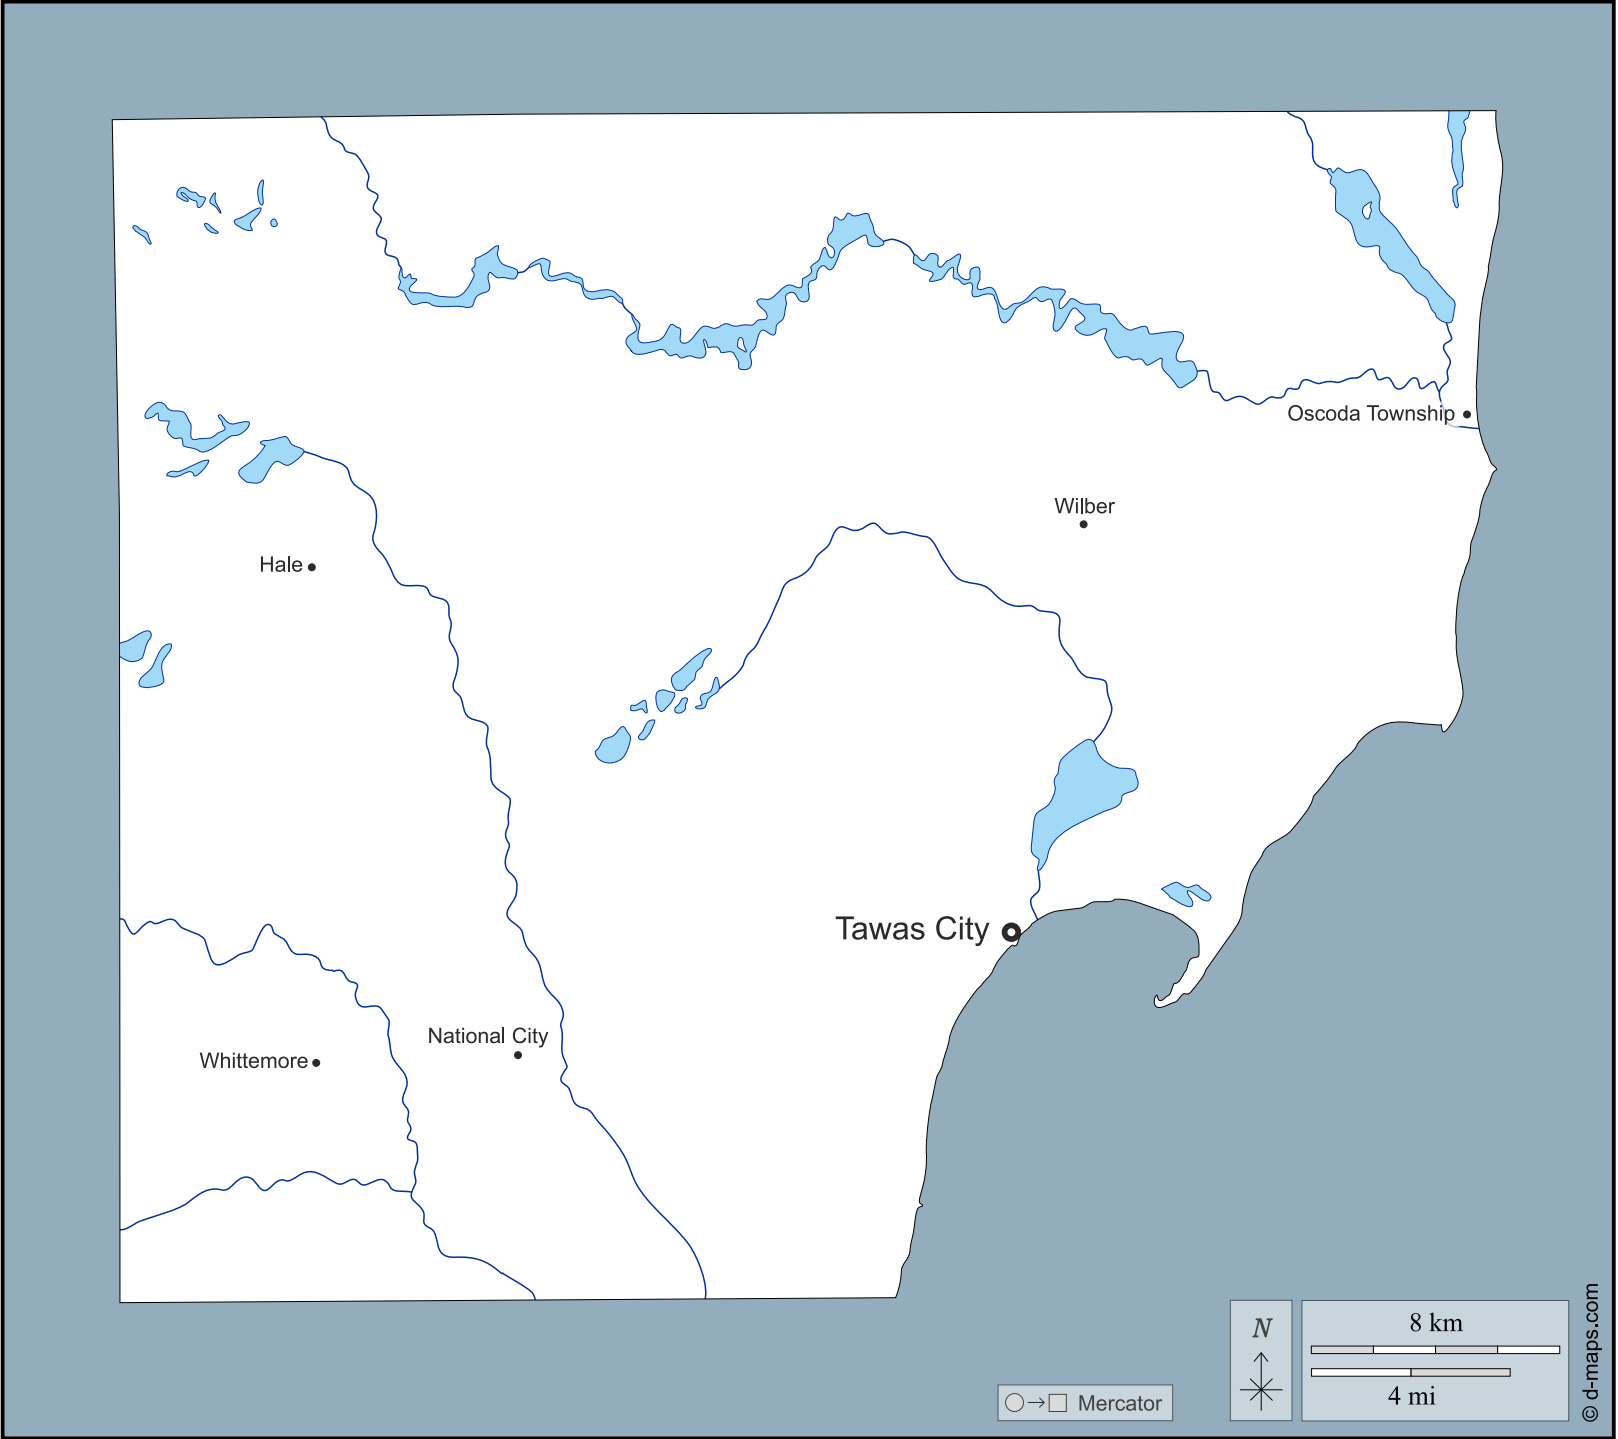 Oscoda Township
Wilber
Hale
Tawas City
National City
Whittemore
N
8 km
4 mi
Mercator
© d-maps.com